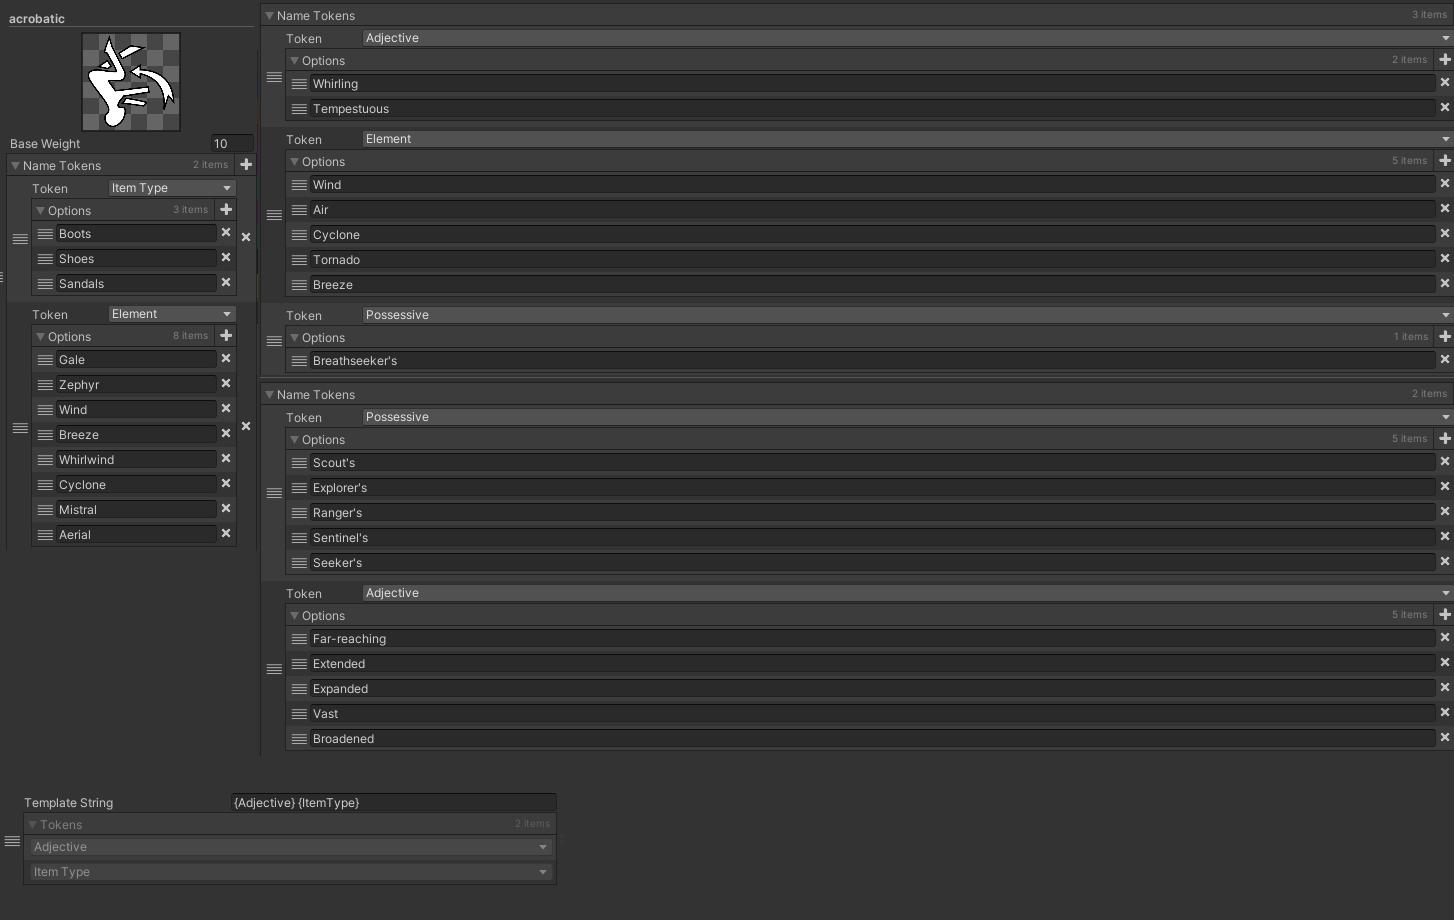 acrobatic
Base Weight 10
Name Tokens 2 items
Token Item Type
Options 3 items
Boots
Shoes
Sandals
Token Element
Options 8 items
Gale
Zephyr
Wind
Breeze
Whirlwind
Cyclone
Mistral
Aerial
Name Tokens 3 items
Token Adjective
Options 2 items
Whirling
Tempestuous
Token Element
Options 5 items
Wind
Air
Cyclone
Tornado
Breeze
Token Possessive
Options 1 items
Breathseeker's
Name Tokens 2 items
Token Possessive
Options 5 items
Scout's
Explorer's
Ranger's
Sentinel's
Seeker's
Token Adjective
Options 5 items
Far-reaching
Extended
Expanded
Vast
Broadened
Template String {Adjective} {ItemType}
Tokens 2 items
Adjective
Item Type